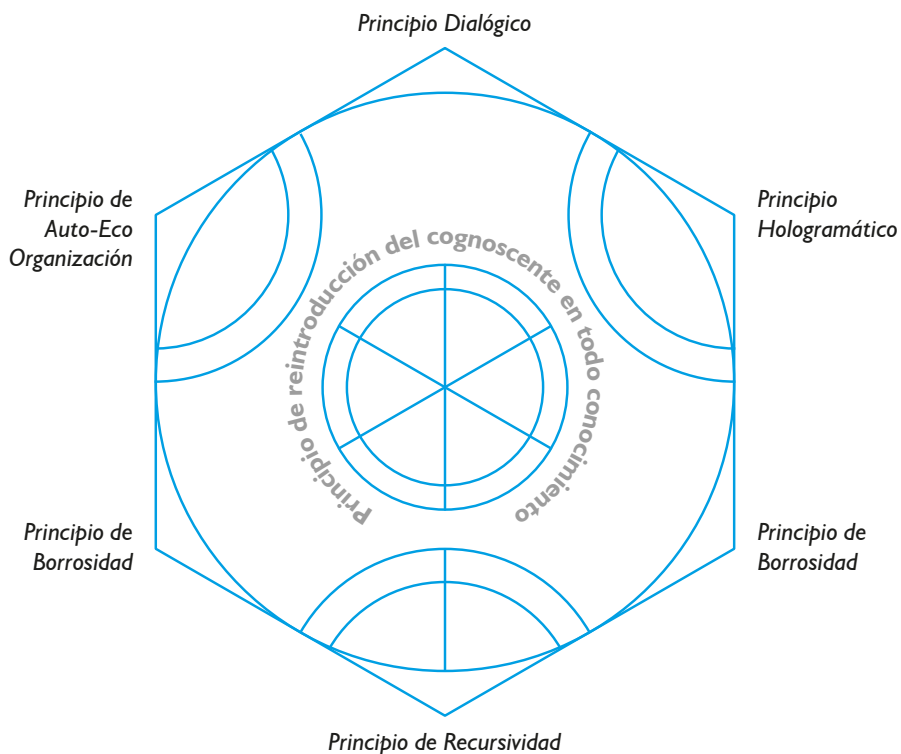 Principio Dialógico
Principio de
Auto-Eco
Organización
Principio
Hologramático
Principio de reintroducción del cognoscente en todo conocimiento
Principio de
Borrosidad
Principio de
Borrosidad
Principio de Recursividad